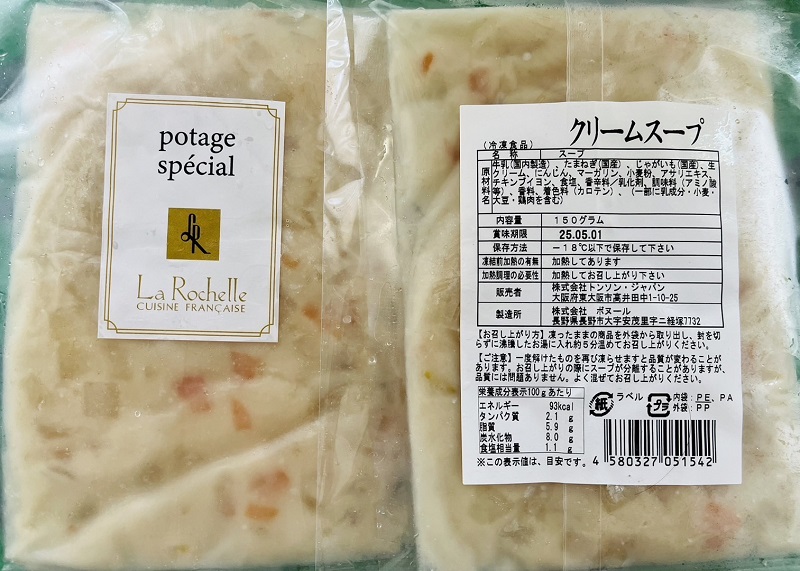 potage
spécial
La Rochelle
CUISINE FRANÇAISE
クリームスープ
(冷凍食品)
名称 スープ
原材料名
牛乳(国内製造)、たまねぎ(国産)、じゃがいも(国産)、生
クリーム、にんじん、マーガリン、小麦粉、アサリエキス、
チキンブイヨン、食塩、香辛料／乳化剤、調味料（アミノ酸
等）、香料、着色料（カロテン）、（一部に乳成分・小麦・
大豆・鶏肉を含む）
内容量 150グラム
賞味期限 25.05.01
保存方法 －18℃以下で保存して下さい
凍結前加熱の有無 加熱してあります
加熱調理の必要性 加熱してお召し上がり下さい
販売者 株式会社トンソン・ジャパン
大阪府東大阪市高井田中1-10-25
製造所 株式会社 ボヌール
長野県長野市大字安茂里字二経塚7732
【お召し上がり方】凍ったままの商品を外袋から取り出し、封を切
らずに沸騰したお湯に入れ約５分温めてお召し上がりください。
【ご注意】一度解けたものを再び凍らせますと品質が変わることが
あります。お召し上がりの際にスープが分離することがありますが、
品質には問題ありません。よく混ぜてお召し上がりください。
栄養成分表示100gあたり
エネルギー 93kcal
タンパク質 2.1 g
脂質 5.9 g
炭水化物 8.0 g
食塩相当量 1.1 g
※この表示値は、目安です。
紙 ラベル
プラ 内袋：PE、PA
外袋：PP
4 580327 051542